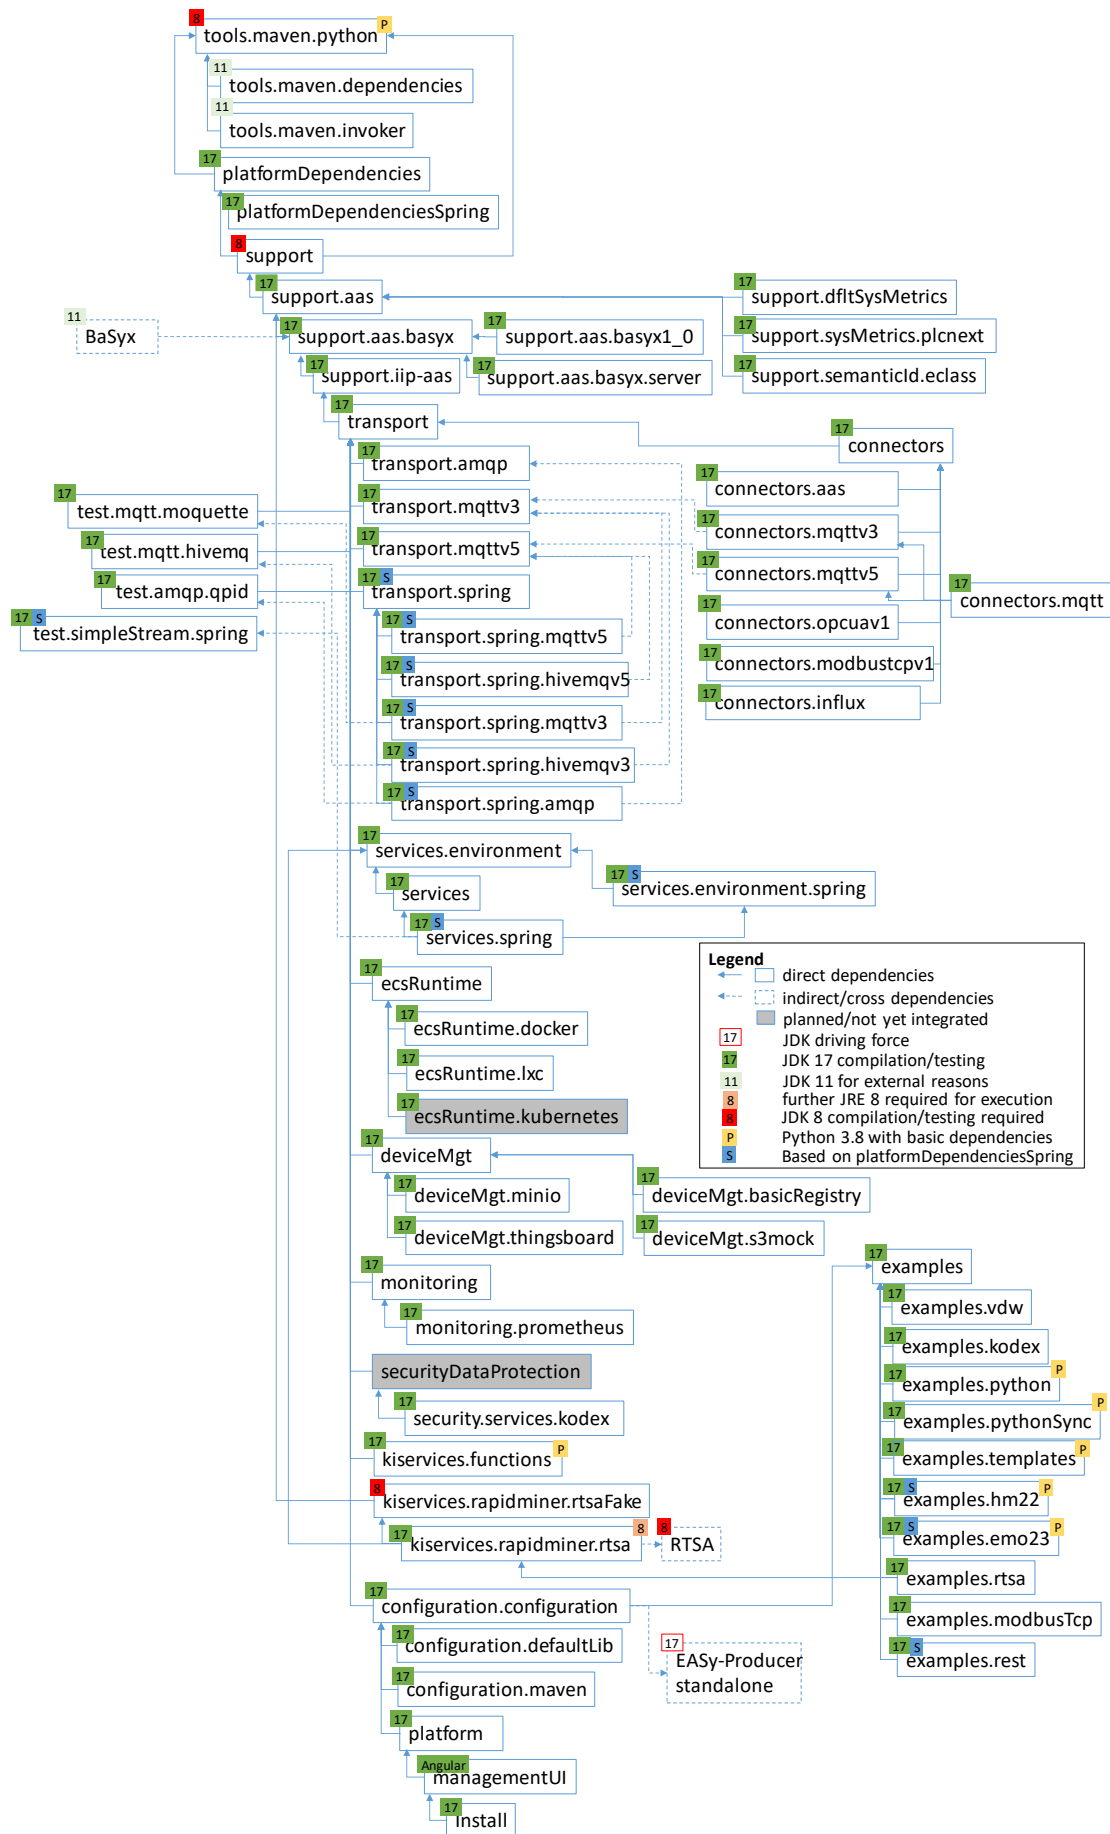 8
P
tools.maven.python
11
tools.maven.dependencies
11
tools.maven.invoker
17
platformDependencies
17
platformDependenciesSpring
8
support
17
support.aas
17
support.dfltSysMetrics
11
BaSyx
17
support.aas.basyx
17
support.aas.basyx1_0
17
support.sysMetrics.plcnext
17
support.iip-aas
17
support.aas.basyx.server
17
support.semanticId.eclass
17
transport
17
connectors
17
transport.amqp
17
connectors.aas
17
test.mqtt.moquette
17
transport.mqttv3
17
connectors.mqttv3
17
test.mqtt.hivemq
17
transport.mqttv5
17
connectors.mqttv5
17
test.amqp.qpid
17 S
transport.spring
17
connectors.mqtt
17 S
test.simpleStream.spring
17 S
transport.spring.mqttv5
17
connectors.opcuav1
17 S
transport.spring.hivemqv5
17
connectors.modbustcpv1
17 S
transport.spring.mqttv3
17
connectors.influx
17 S
transport.spring.hivemqv3
17 S
transport.spring.amqp
17
services.environment
17 S
services.environment.spring
17
services
17 S
services.spring
Legend
direct dependencies
indirect/cross dependencies
planned/not yet integrated
17 JDK driving force
17 JDK 17 compilation/testing
11 JDK 11 for external reasons
8 further JRE 8 required for execution
8 JDK 8 compilation/testing required
P Python 3.8 with basic dependencies
S Based on platformDependenciesSpring
17
ecsRuntime
17
ecsRuntime.docker
17
ecsRuntime.lxc
17
ecsRuntime.kubernetes
17
deviceMgt
17
deviceMgt.minio
17
deviceMgt.basicRegistry
17
deviceMgt.thingsboard
17
deviceMgt.s3mock
17
monitoring
17
monitoring.prometheus
securityDataProtection
17
security.services.kodex
17
P
kiservices.functions
8
kiservices.rapidminer.rtsaFake
17
8
kiservices.rapidminer.rtsa
8
RTSA
17
examples
17
examples.vdw
17
examples.kodex
17
P
examples.python
17
P
examples.pythonSync
17
P
examples.templates
17 S
P
examples.hm22
17 S
P
examples.emo23
17
examples.rtsa
17
examples.modbusTcp
17 S
examples.rest
17
configuration.configuration
17
configuration.defaultLib
17
EASy-Producer
standalone
17
configuration.maven
17
platform
Angular
managementUI
17
Install